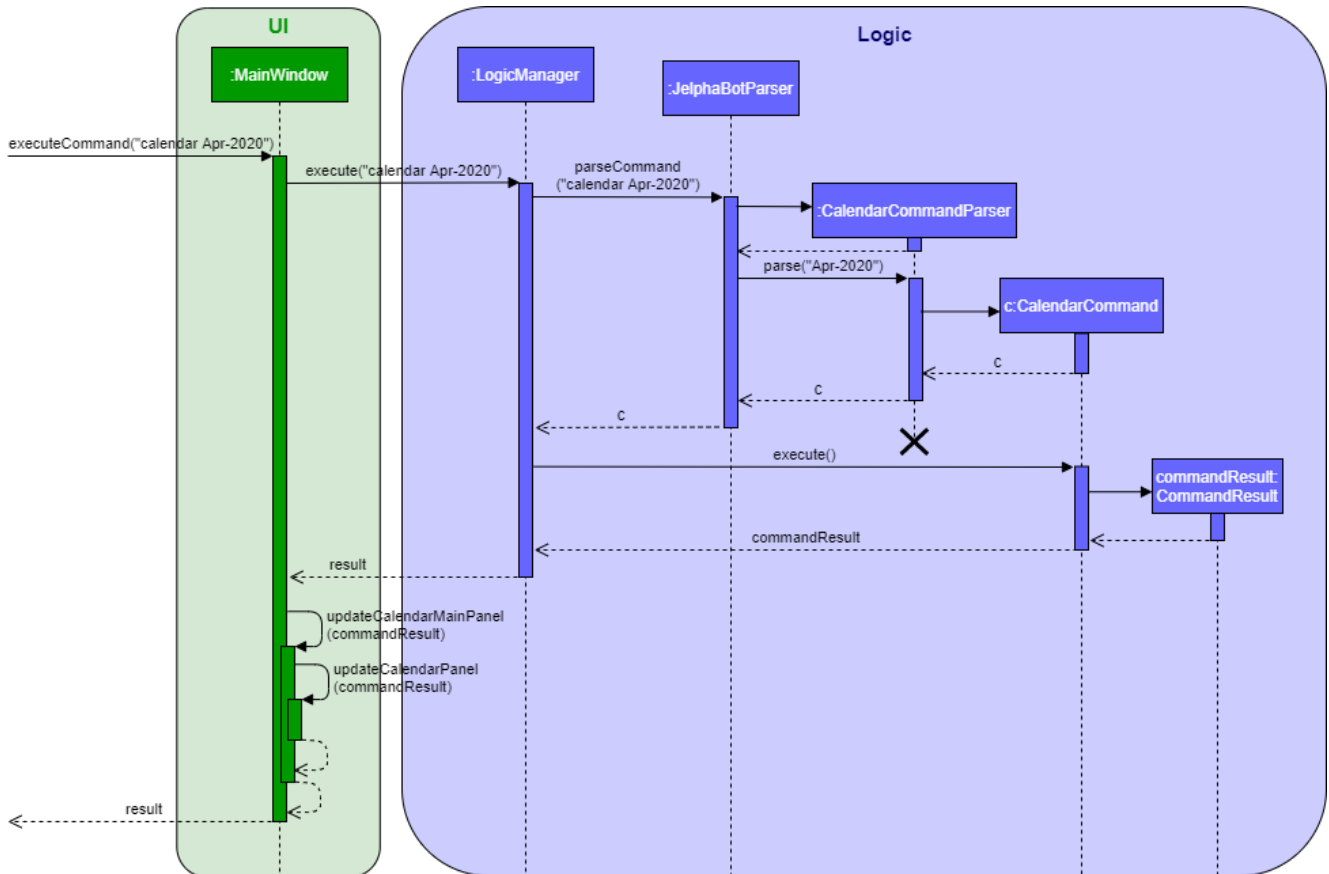 UI
Logic
:MainWindow
:LogicManager
:JelphaBotParser
executeCommand("calendar Apr-2020")
execute("calendar Apr-2020")
parseCommand
("calendar Apr-2020")
:CalendarCommandParser
parse("Apr-2020")
c:CalendarCommand
c
c
c
execute()
commandResult:
CommandResult
commandResult
result
updateCalendarMainPanel
(commandResult)
updateCalendarPanel
(commandResult)
result